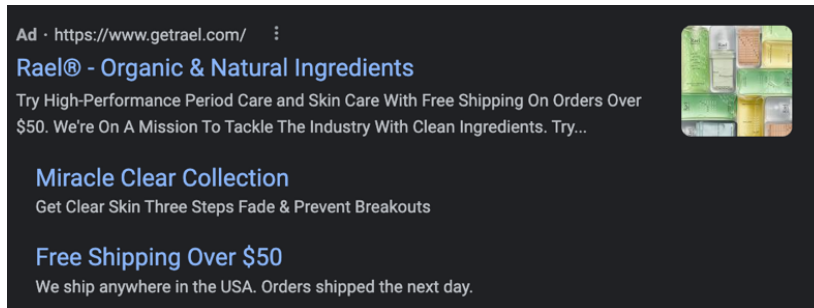 Ad · https://www.getrael.com/
Rael® - Organic & Natural Ingredients
Try High-Performance Period Care and Skin Care With Free Shipping On Orders Over
$50. We're On A Mission To Tackle The Industry With Clean Ingredients. Try...
Miracle Clear Collection
Get Clear Skin Three Steps Fade & Prevent Breakouts
Free Shipping Over $50
We ship anywhere in the USA. Orders shipped the next day.